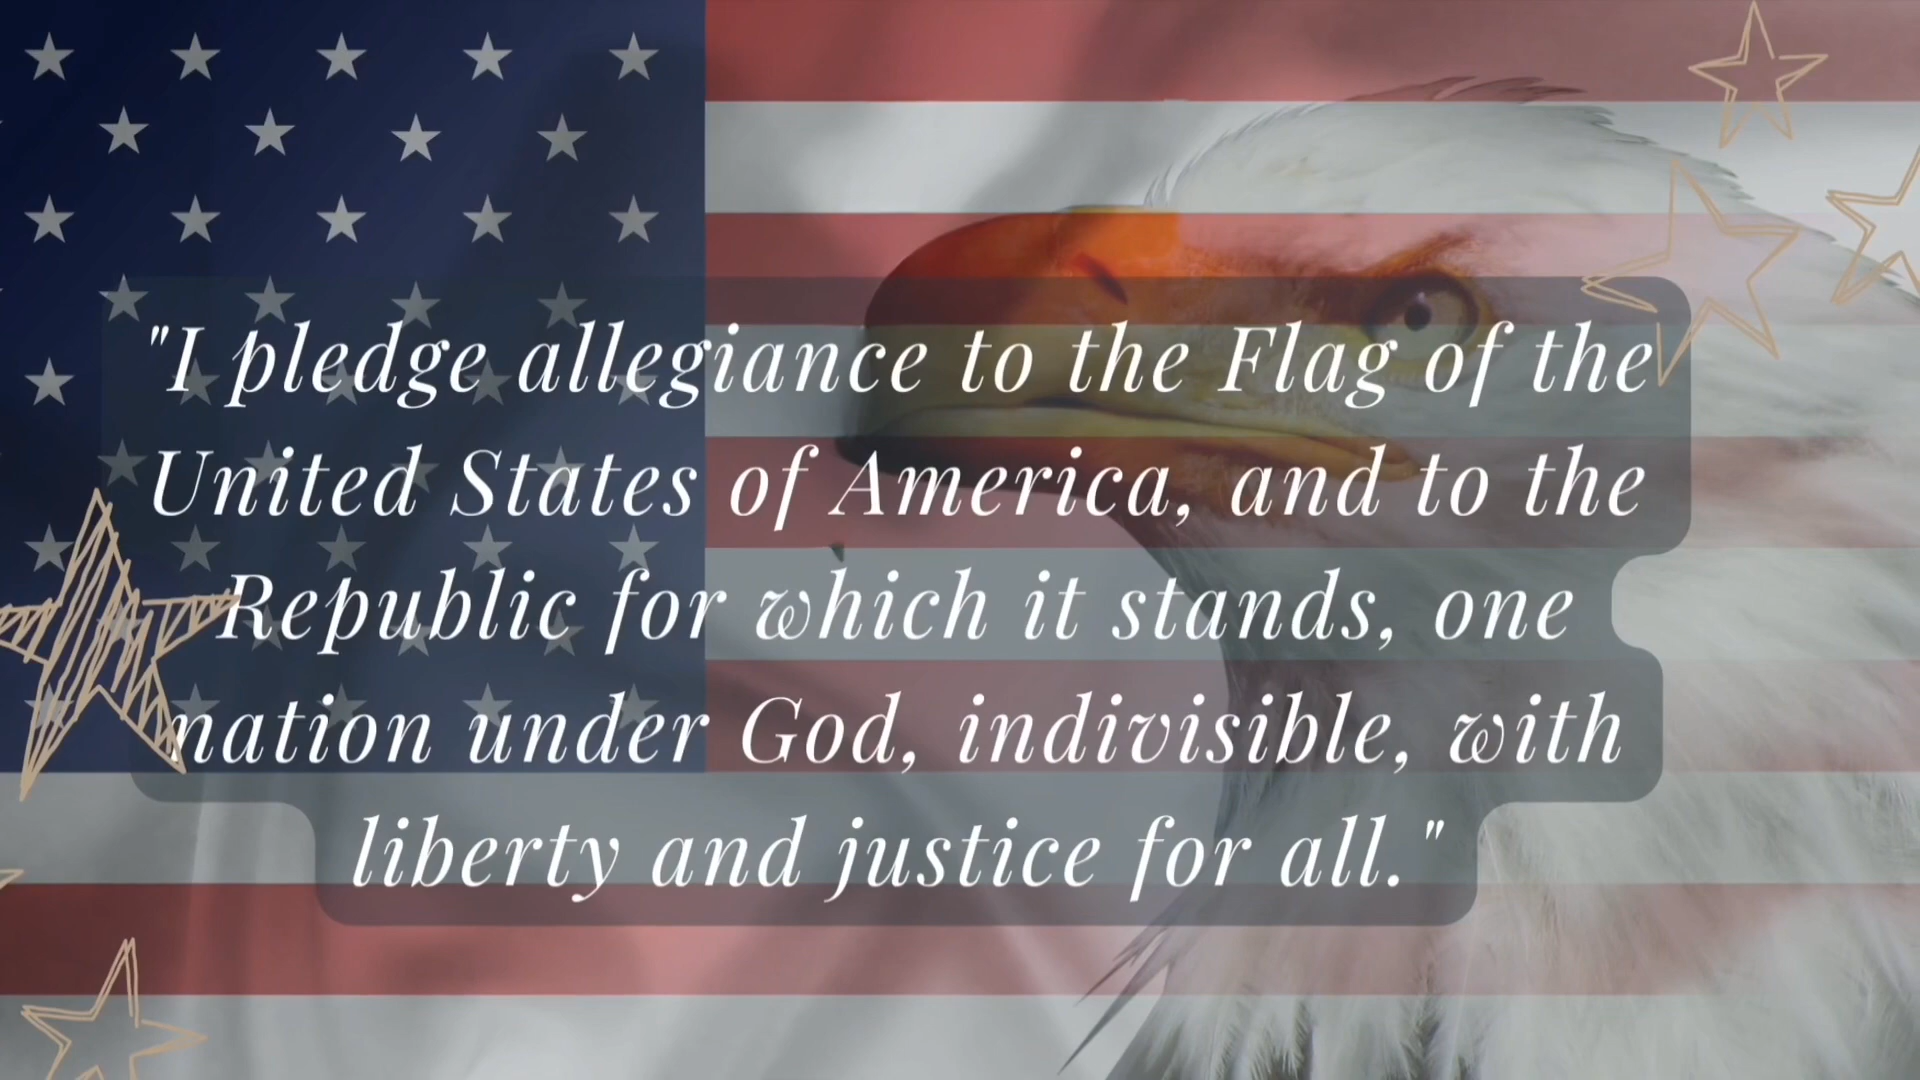 "I pledge allegiance to the Flag of the
United States of America, and to the
Republic for which it stands, one
nation under God, indivisible, with
liberty and justice for all."